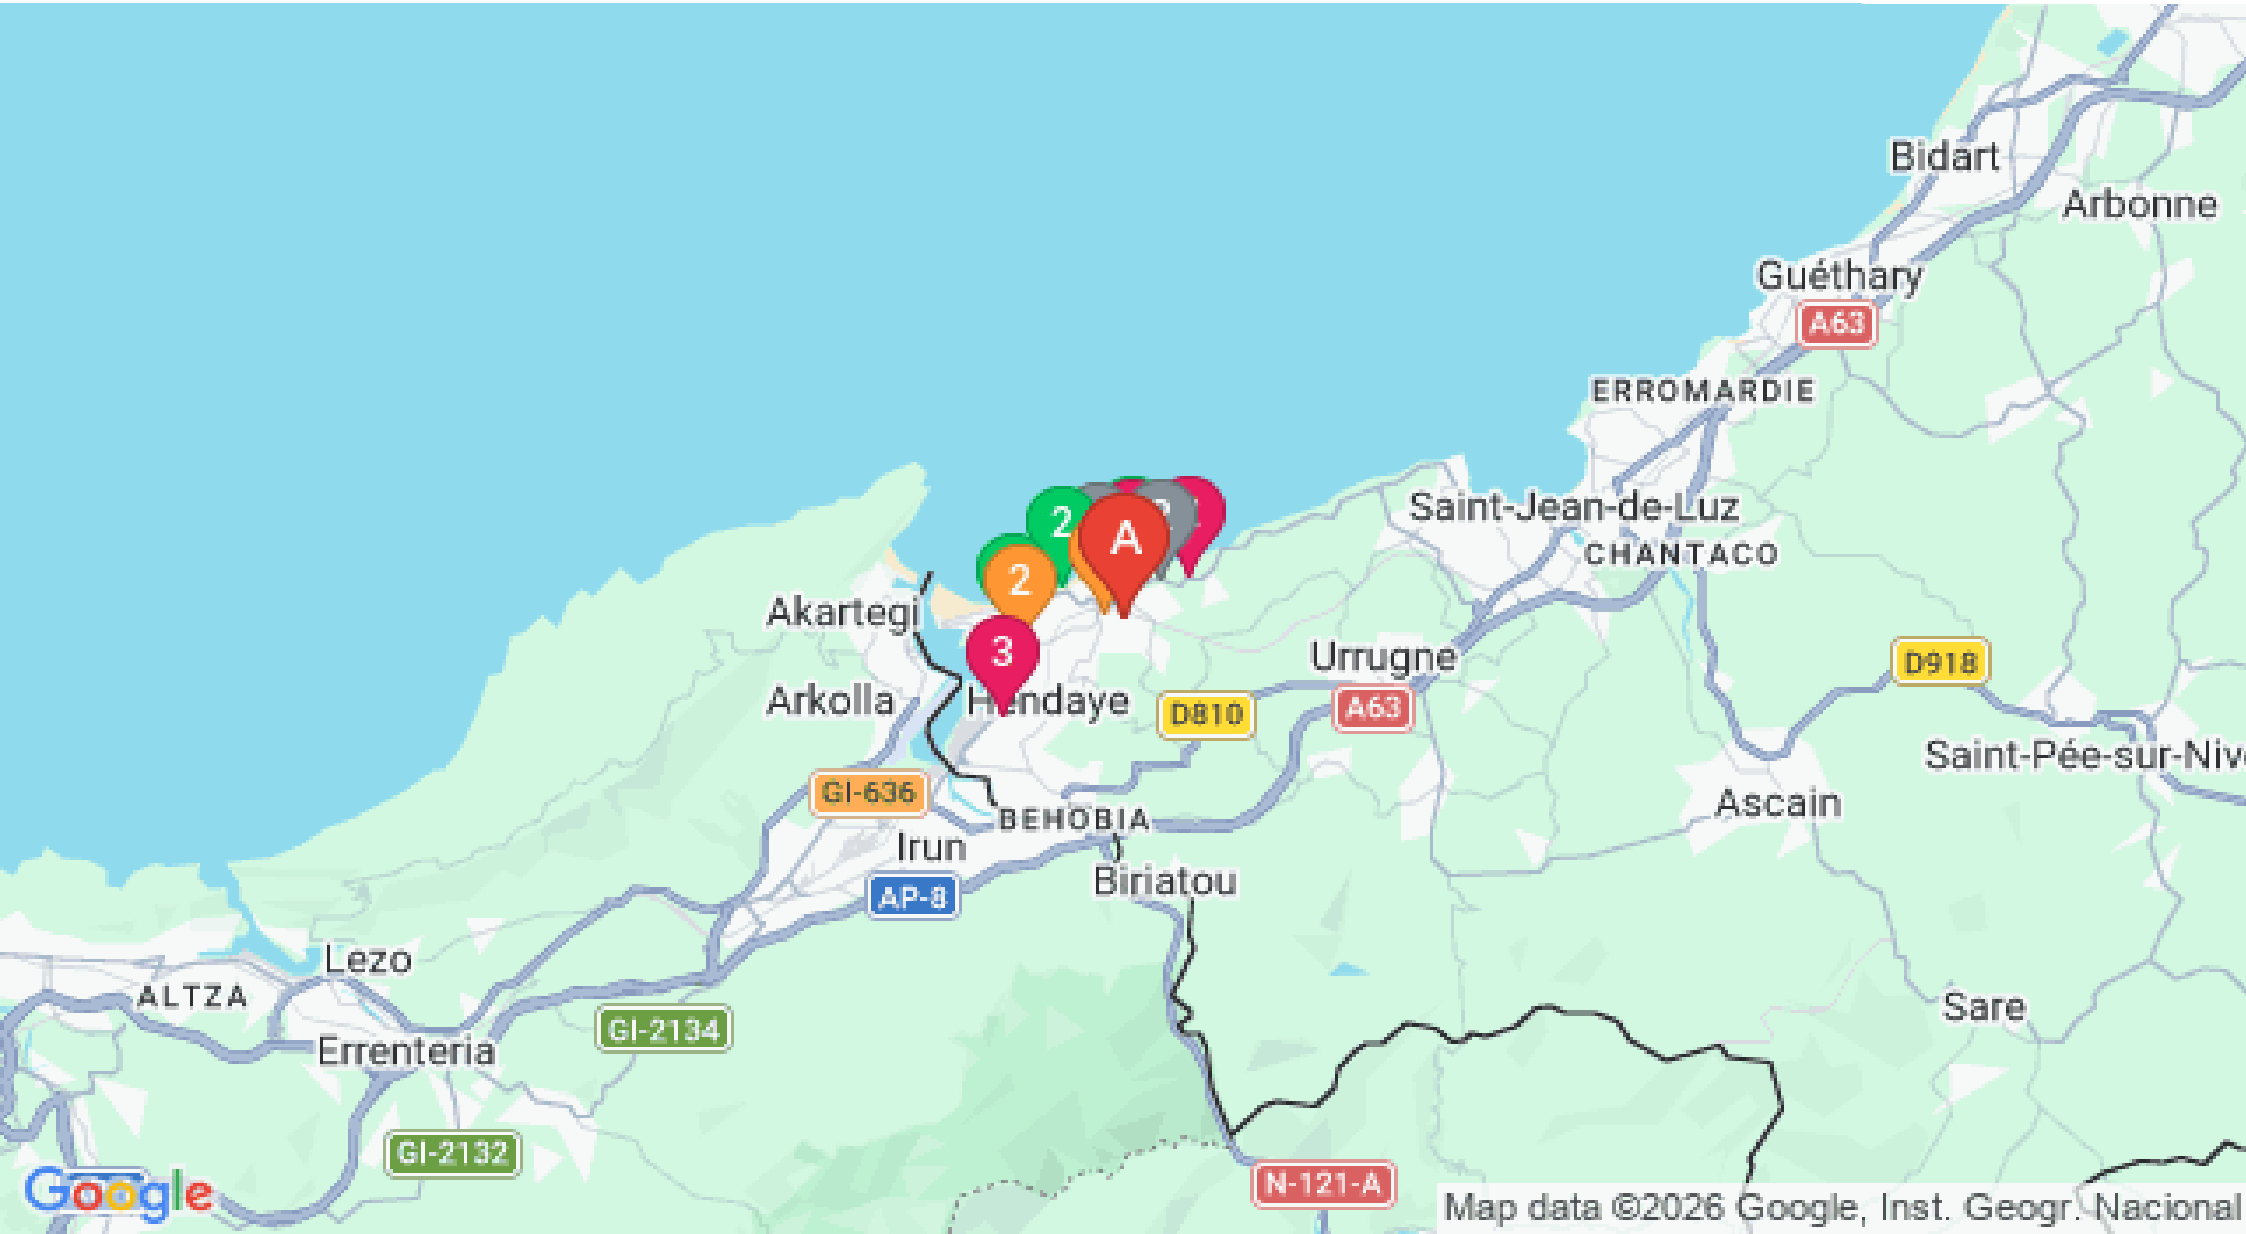 Bidart
Arbonne
Guéthary
A63
ERROMARDIE
Saint-Jean-de-Luz
CHANTACO
2
A
2
Akartegi
3
Urrugne
D918
Arkolla
Hendaye
D810
A63
Saint-Pée-sur-Niv
GI-636
Ascain
BEHOBIA
Irun
Biriatou
AP-8
Lezo
ALTZA
Sare
GI-2134
Errenteria
GI-2132
N-121-A
Google
Map data ©2026 Google, Inst. Geogr. Nacional